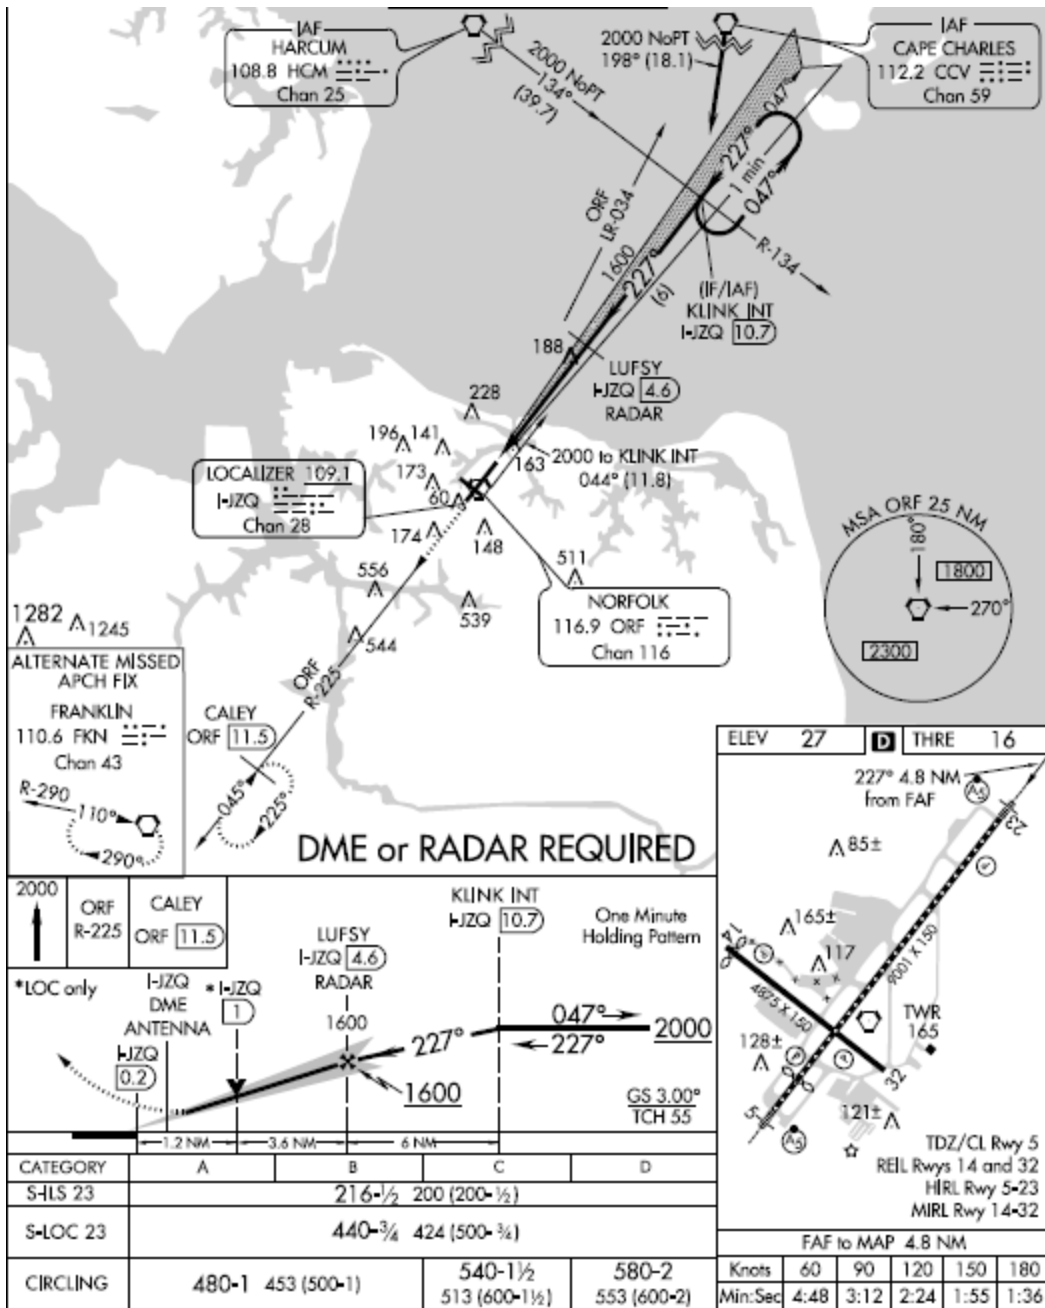 IAF
HARCUM
108.8 HCM
Chan 25
2000 NoPT
134°
(39.7)
2000 NoPT
198° (18.1)
IAF
CAPE CHARLES
112.2 CCV
Chan 59
047°
227°
1 min
047°
ORF
LR-034
1600
227°
(6)
R-134
(IF/IAF)
KLINK INT
I-JZQ 10.7
188
LUFSY
I-JZQ 4.6
RADAR
228
196
141
173
60
163
2000 to KLINK INT
044° (11.8)
LOCALIZER 109.1
I-JZQ
Chan 28
174
148
556
511
539
544
NORFOLK
116.9 ORF
Chan 116
MSA ORF 25 NM
180°
1800
270°
2300
1282
1245
ALTERNATE MISSED
APCH FIX
FRANKLIN
110.6 FKN
Chan 43
R-290
110°
290°
ORF
R-225
CALEY
ORF 11.5
045°
225°
DME or RADAR REQUIRED
ELEV 27 D THRE 16
227° 4.8 NM
from FAF
A5
23
85±
165±
117
14
9001 X 150
4875 X 150
TWR
165
128±
32
121±
5
A5
TDZ/CL Rwy 5
REIL Rwys 14 and 32
HIRL Rwy 5-23
MIRL Rwy 14-32
FAF to MAP 4.8 NM
Knots 60 90 120 150 180
Min:Sec 4:48 3:12 2:24 1:55 1:36
2000
ORF
R-225
CALEY
ORF 11.5
KLINK INT
I-JZQ 10.7
One Minute
Holding Pattern
LUFSY
I-JZQ 4.6
RADAR
*LOC only
I-JZQ
DME
ANTENNA
* I-JZQ
1
I-JZQ
0.2
1600
227°
047°
227°
2000
1600
GS 3.00°
TCH 55
1.2 NM
3.6 NM
6 NM
CATEGORY A B C D
S-ILS 23 216-½ 200 (200-½)
S-LOC 23 440-¾ 424 (500-¾)
CIRCLING 480-1 453 (500-1) 540-1½ 513 (600-1½) 580-2 553 (600-2)